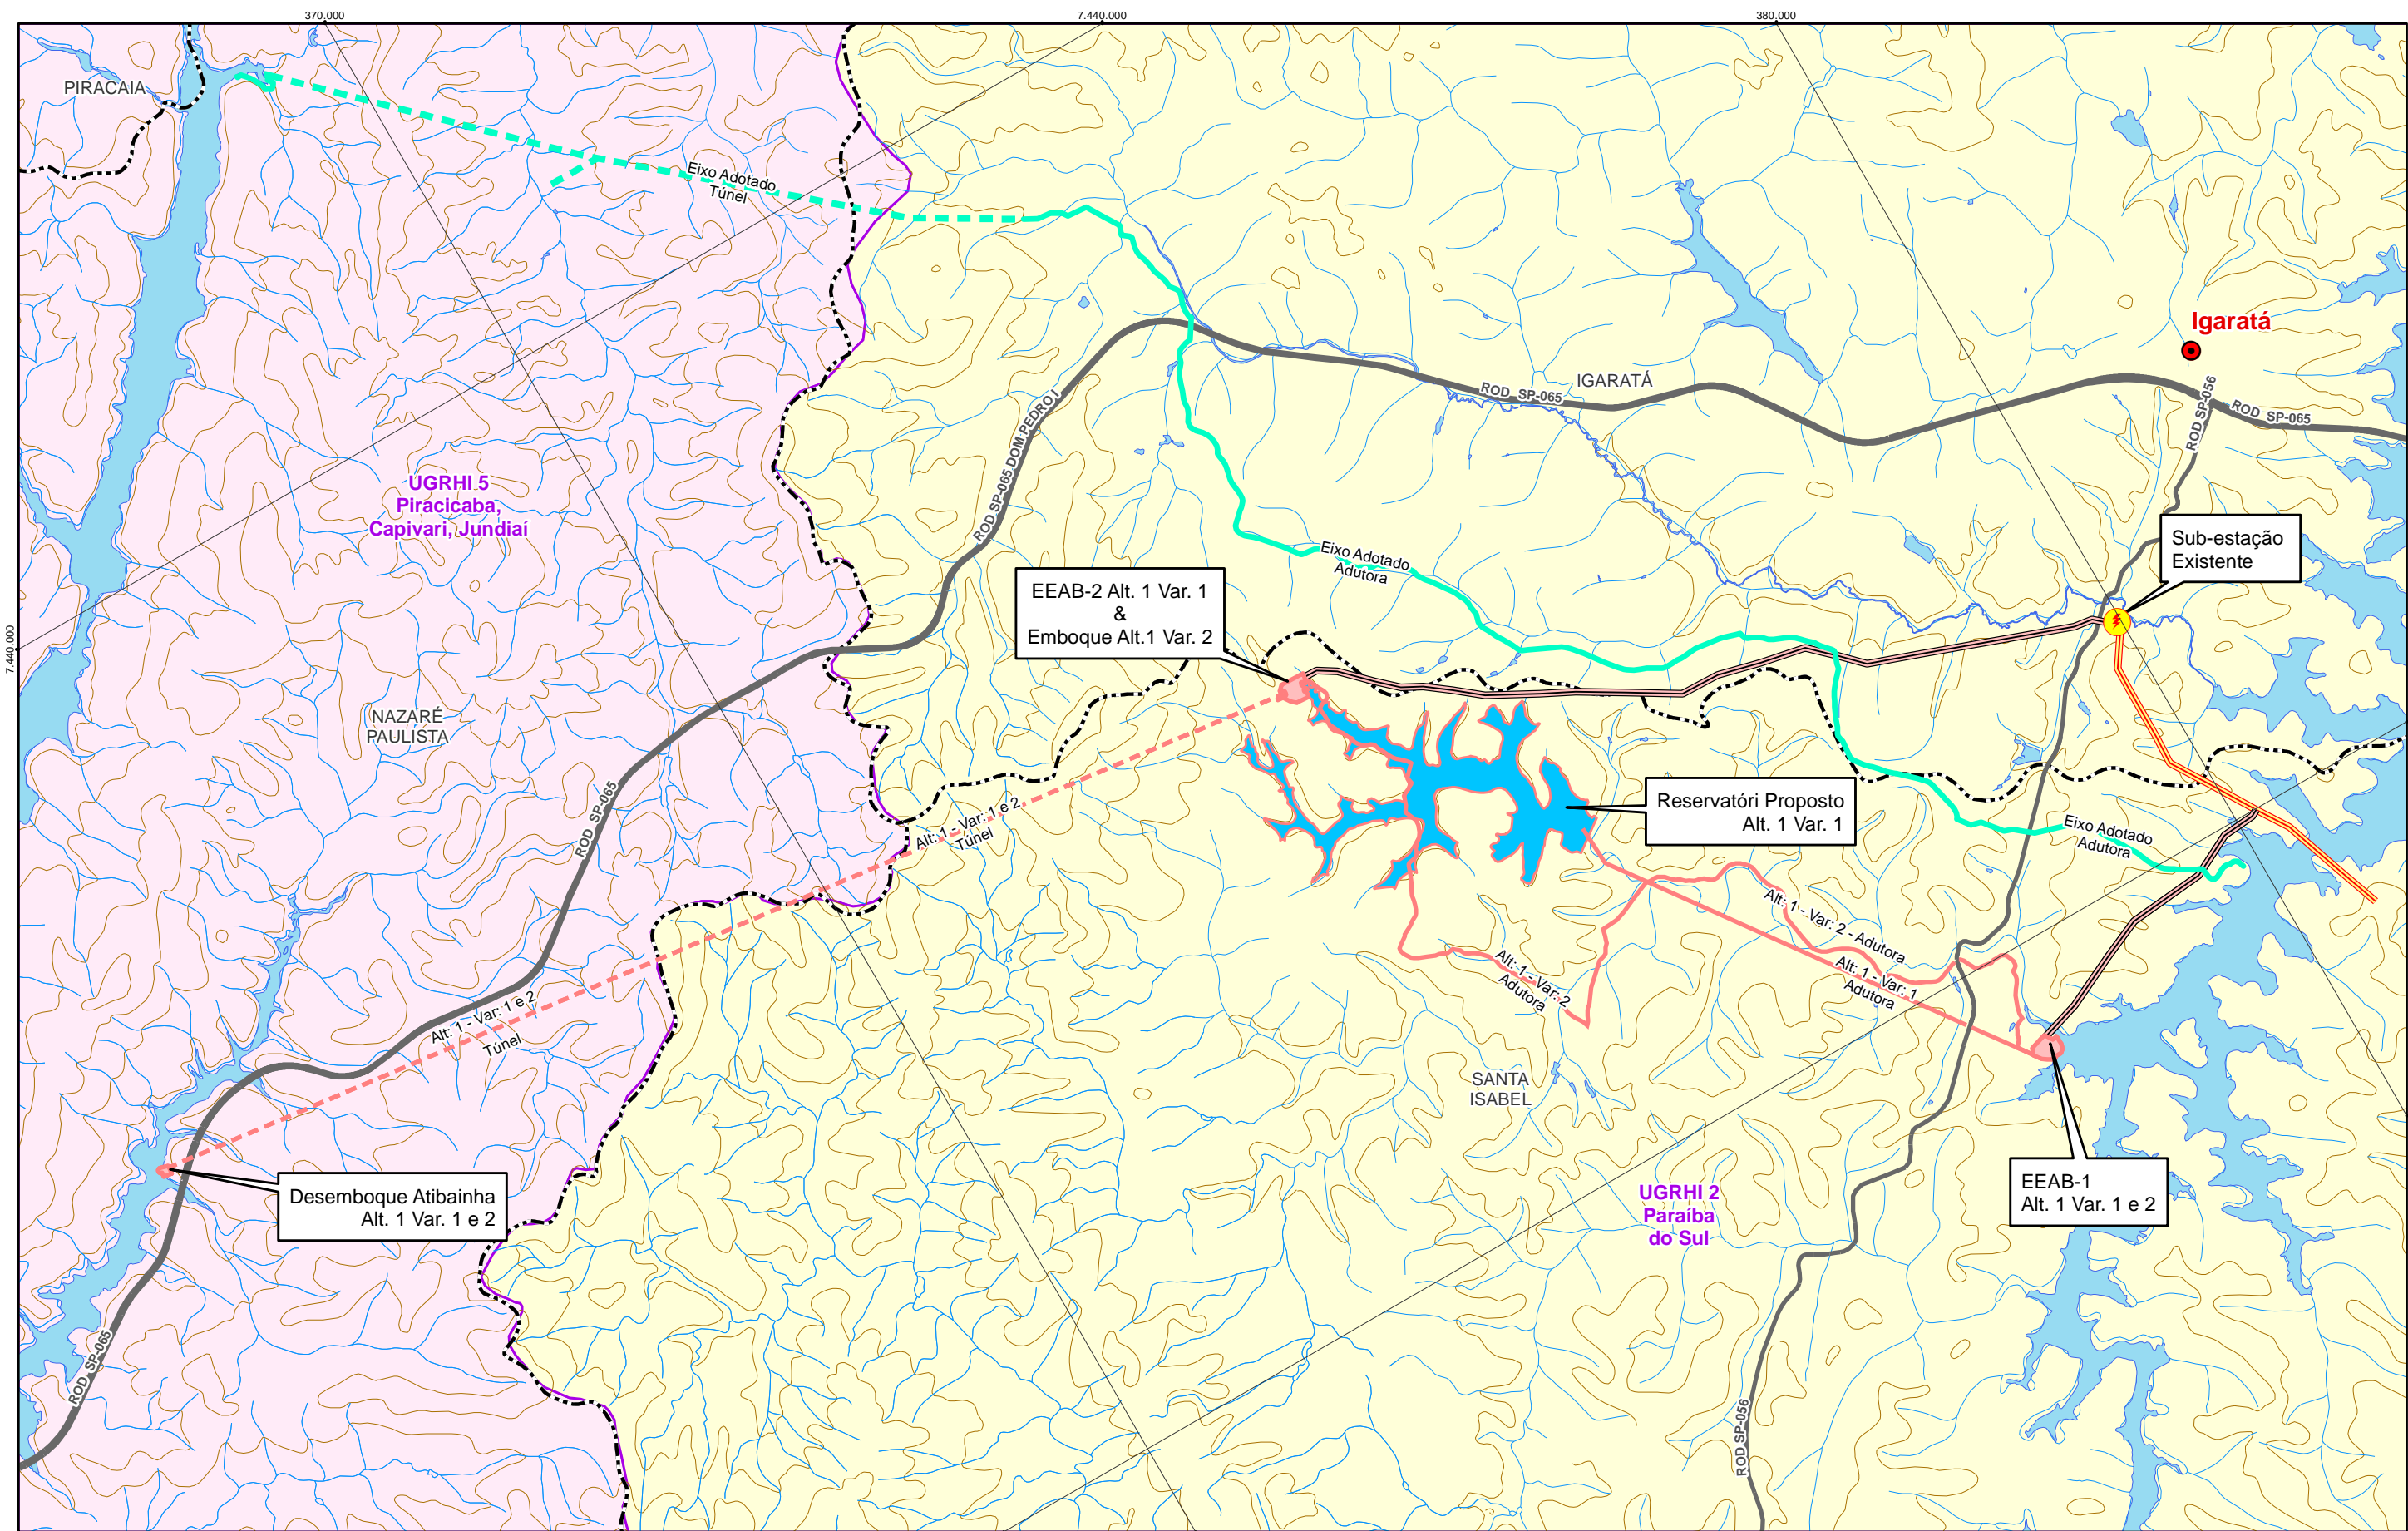 370.000
7.440.000
380.000
PIRACAIA
Eixo Adotado
Túnel
Igaratá
IGARATÁ
ROD SP-065
ROD SP-056
ROD SP-065
ROD SP-065 DOM PEDRO I
UGRHI 5
Piracicaba,
Capivari, Jundiaí
Sub-estação
Existente
Eixo Adotado
Adutora
EEAB-2 Alt. 1 Var. 1
&
Emboque Alt.1 Var. 2
7.440.000
NAZARÉ
PAULISTA
Reservatóri Proposto
Alt. 1 Var. 1
ROD SP-065
Alt: 1 - Var: 1 e 2
Túnel
Eixo Adotado
Adutora
Alt: 1 - Var: 2 - Adutora
Alt: 1 - Var: 2
Adutora
Alt: 1 - Var: 1
Adutora
Alt: 1 - Var: 1 e 2
Túnel
SANTA
ISABEL
Desemboque Atibainha
Alt. 1 Var. 1 e 2
UGRHI 2
Paraíba
do Sul
EEAB-1
Alt. 1 Var. 1 e 2
ROD SP-065
ROD SP-056